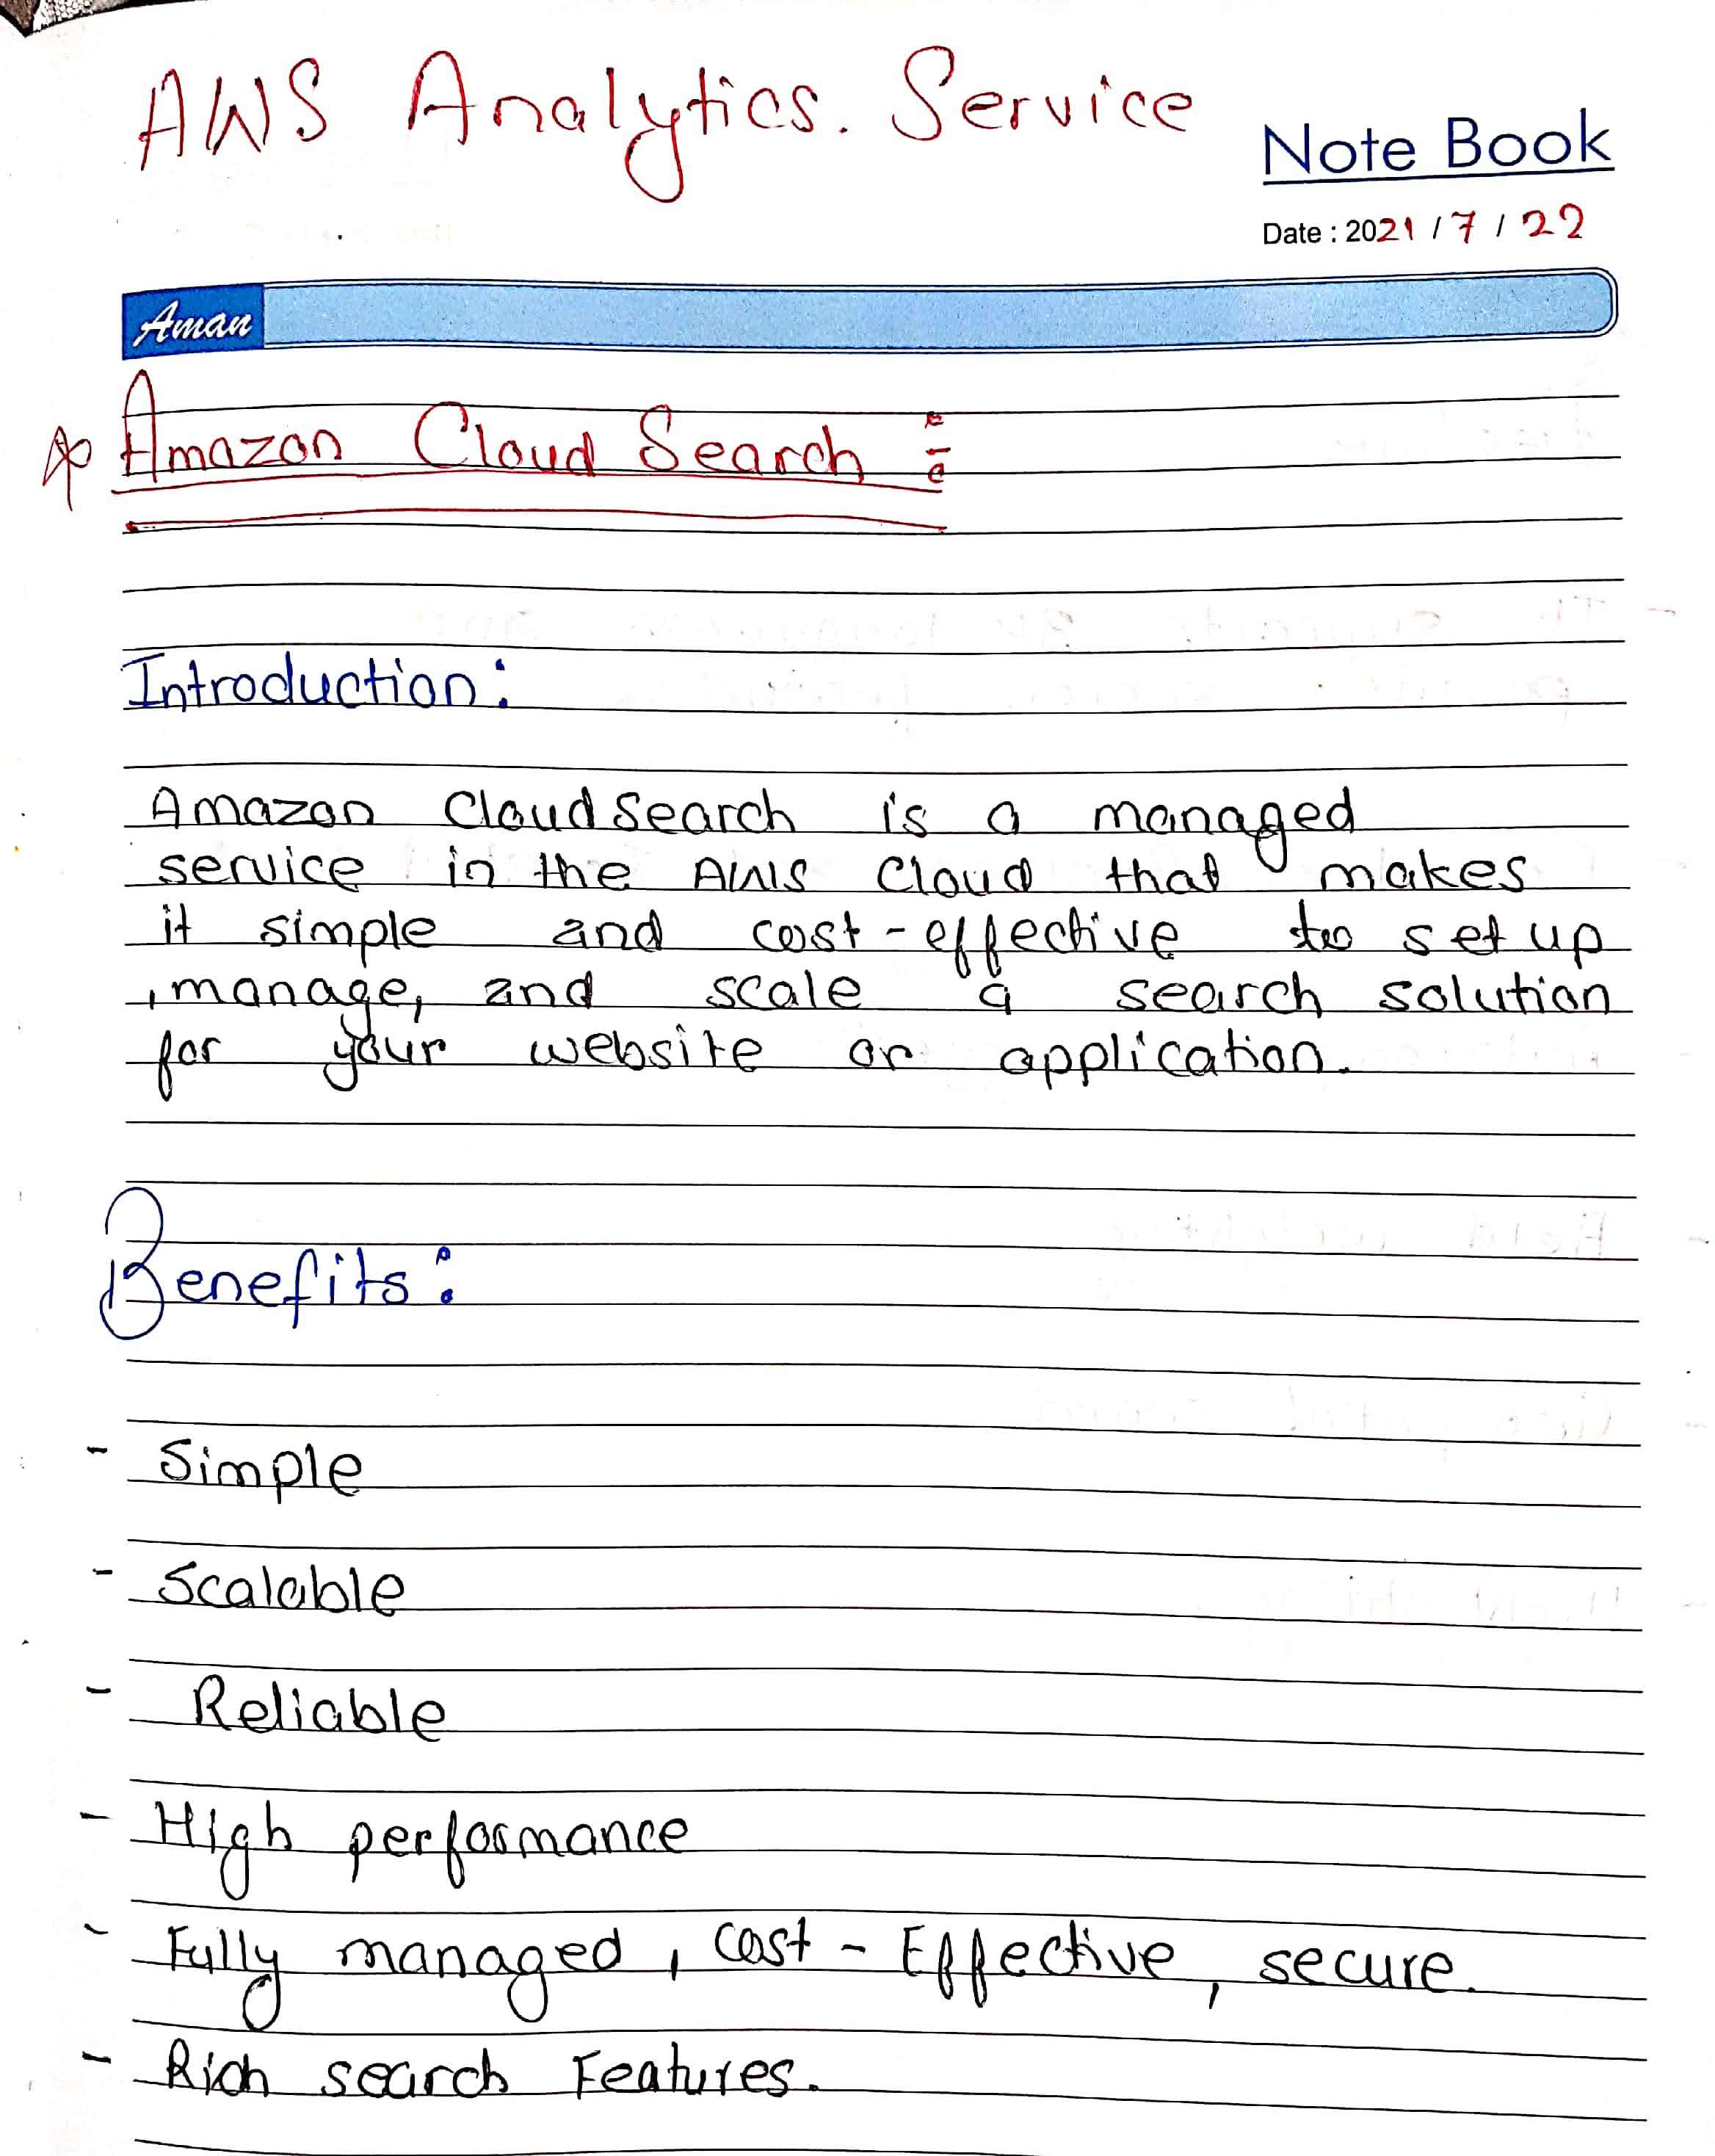 AWS Analytics. Service
Note Book
Date : 2021 / 7 / 22
Aman
Amazon Cloud Search :
Introduction :
Amazon CloudSearch is a managed
service in the AWS Cloud that makes
it simple and cost-effective to set up
, manage, and scale a search solution
for your website or application.
Benefits :
- Simple
- Scalable
- Reliable
- High performance
- Fully managed, cost-Effective, secure.
- Rich search Features.